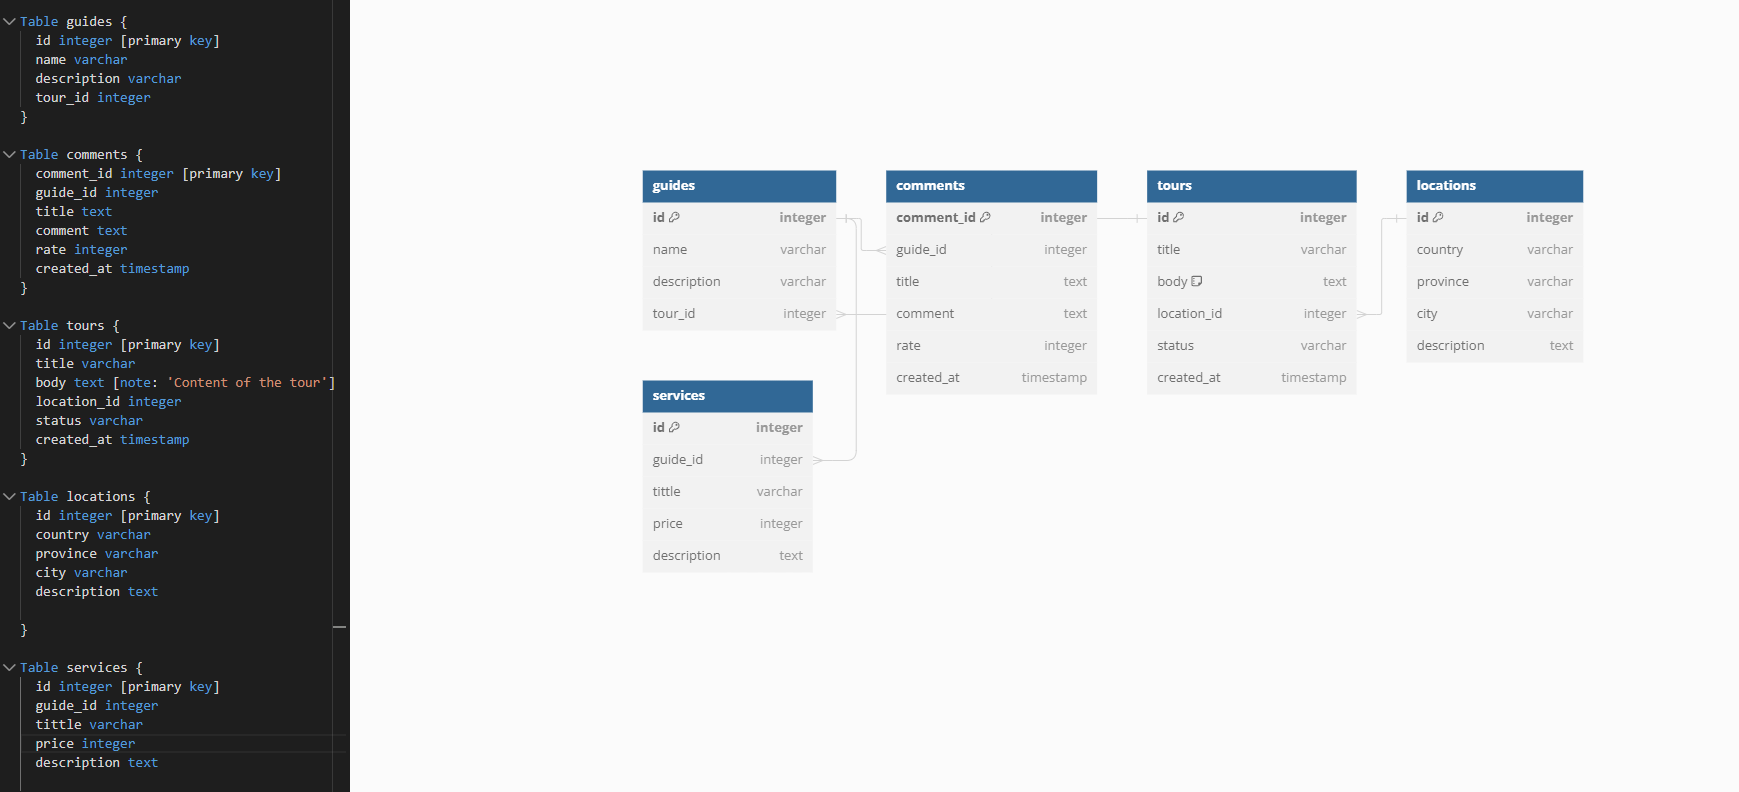 Table guides {
id integer [primary key]
name varchar
description varchar
tour_id integer
}
Table comments {
comment_id integer [primary key]
guide_id integer
title text
comment text
rate integer
created_at timestamp
}
Table tours {
id integer [primary key]
title varchar
body text [note: 'Content of the tour']
location_id integer
status varchar
created_at timestamp
}
Table locations {
id integer [primary key]
country varchar
province varchar
city varchar
description text
}
Table services {
id integer [primary key]
guide_id integer
tittle varchar
price integer
description text
guides
id integer
name varchar
description varchar
tour_id integer
comments
comment_id integer
guide_id integer
title text
comment text
rate integer
created_at timestamp
tours
id integer
title varchar
body text
location_id integer
status varchar
created_at timestamp
locations
id integer
country varchar
province varchar
city varchar
description text
services
id integer
guide_id integer
tittle varchar
price integer
description text